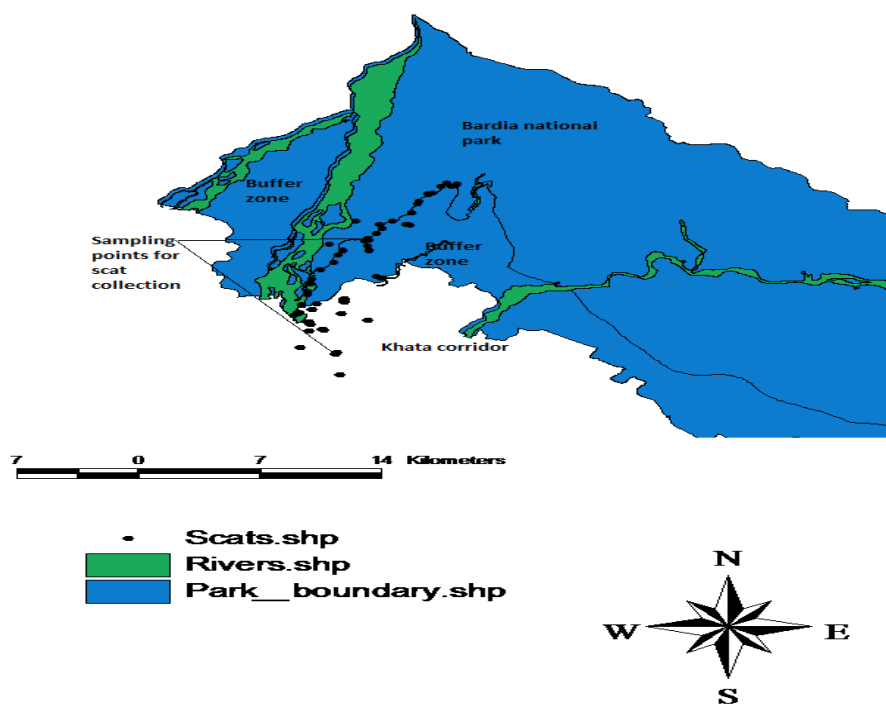 Bardia national
park
Buffer
zone
Sampling
points for
scat
collection
Buffer
zone
Khata corridor
7 0 7 14 Kilometers
Scats.shp
Rivers.shp
Park__boundary.shp
N
W E
S